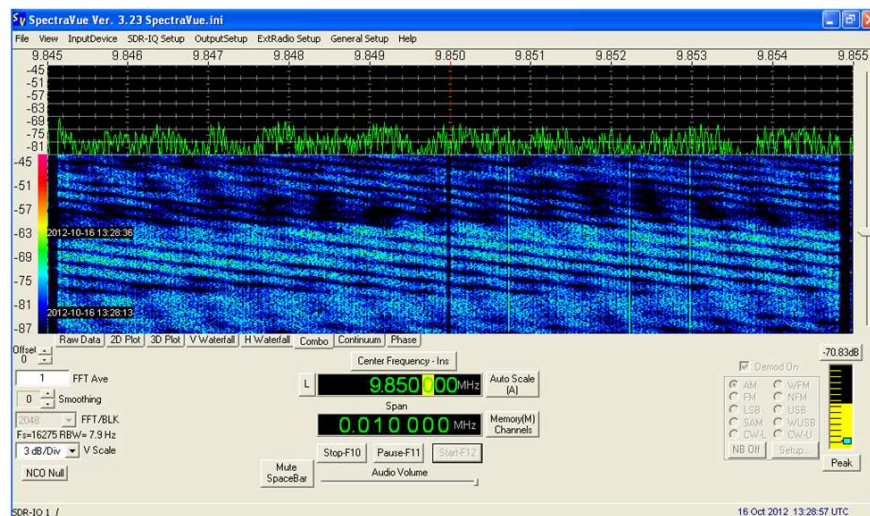 SpectraVue Ver. 3.23 SpectraVue.ini
File View InputDevice SDR-IQ Setup OutputSetup ExtRadio Setup General Setup Help
9.845 9.846 9.847 9.848 9.849 9.850 9.851 9.852 9.853 9.854 9.855
-45
-51
-57
-63
-69
-75
-81
-45
-51
-57
2012-10-16 13:28:36
-63
-69
-75
-81
2012-10-16 13:28:13
-87
Raw Data 2D Plot 3D Plot V Waterfall H Waterfall Combo Continuum Phase
Offset
0
1 FFT Ave
0 Smoothing
2048 FFT/BLK
Fs=16275 RBW= 7.9 Hz
3 dB/Div V Scale
NCO Null
Center Frequency - Ins
L 9.850 000 MHz Auto Scale (A)
Span
0.010 000 MHz Memory(M) Channels
Stop-F10 Pause-F11 Start-F12
Mute SpaceBar
Audio Volume
-70.83dB
Demod On
AM WFM
FM NFM
LSB USB
SAM WUSB
CW-L CW-U
NB Off Setup...
Peak
SDR-IQ 1 / 16 Oct 2012 13:28:57 UTC